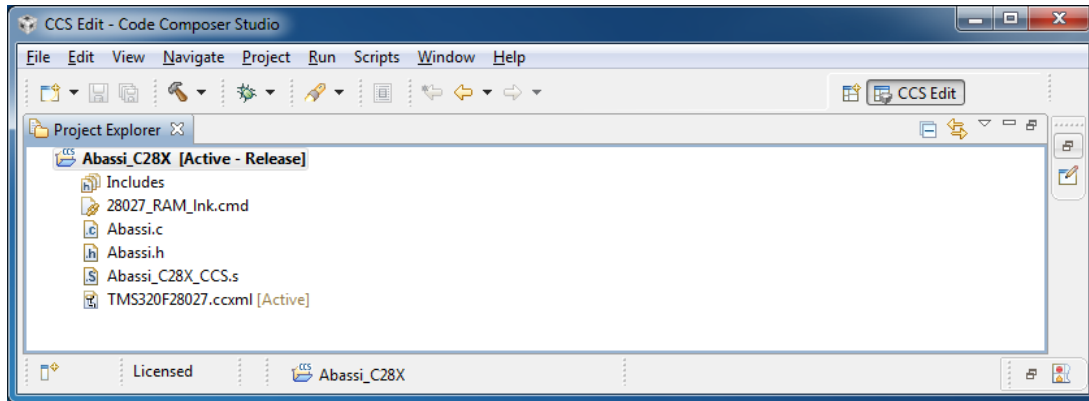 CCS Edit - Code Composer Studio
File Edit View Navigate Project Run Scripts Window Help
CCS Edit
Project Explorer
Abassi_C28X [Active - Release]
Includes
28027_RAM_lnk.cmd
Abassi.c
Abassi.h
Abassi_C28X_CCS.s
TMS320F28027.ccxml [Active]
Licensed
Abassi_C28X